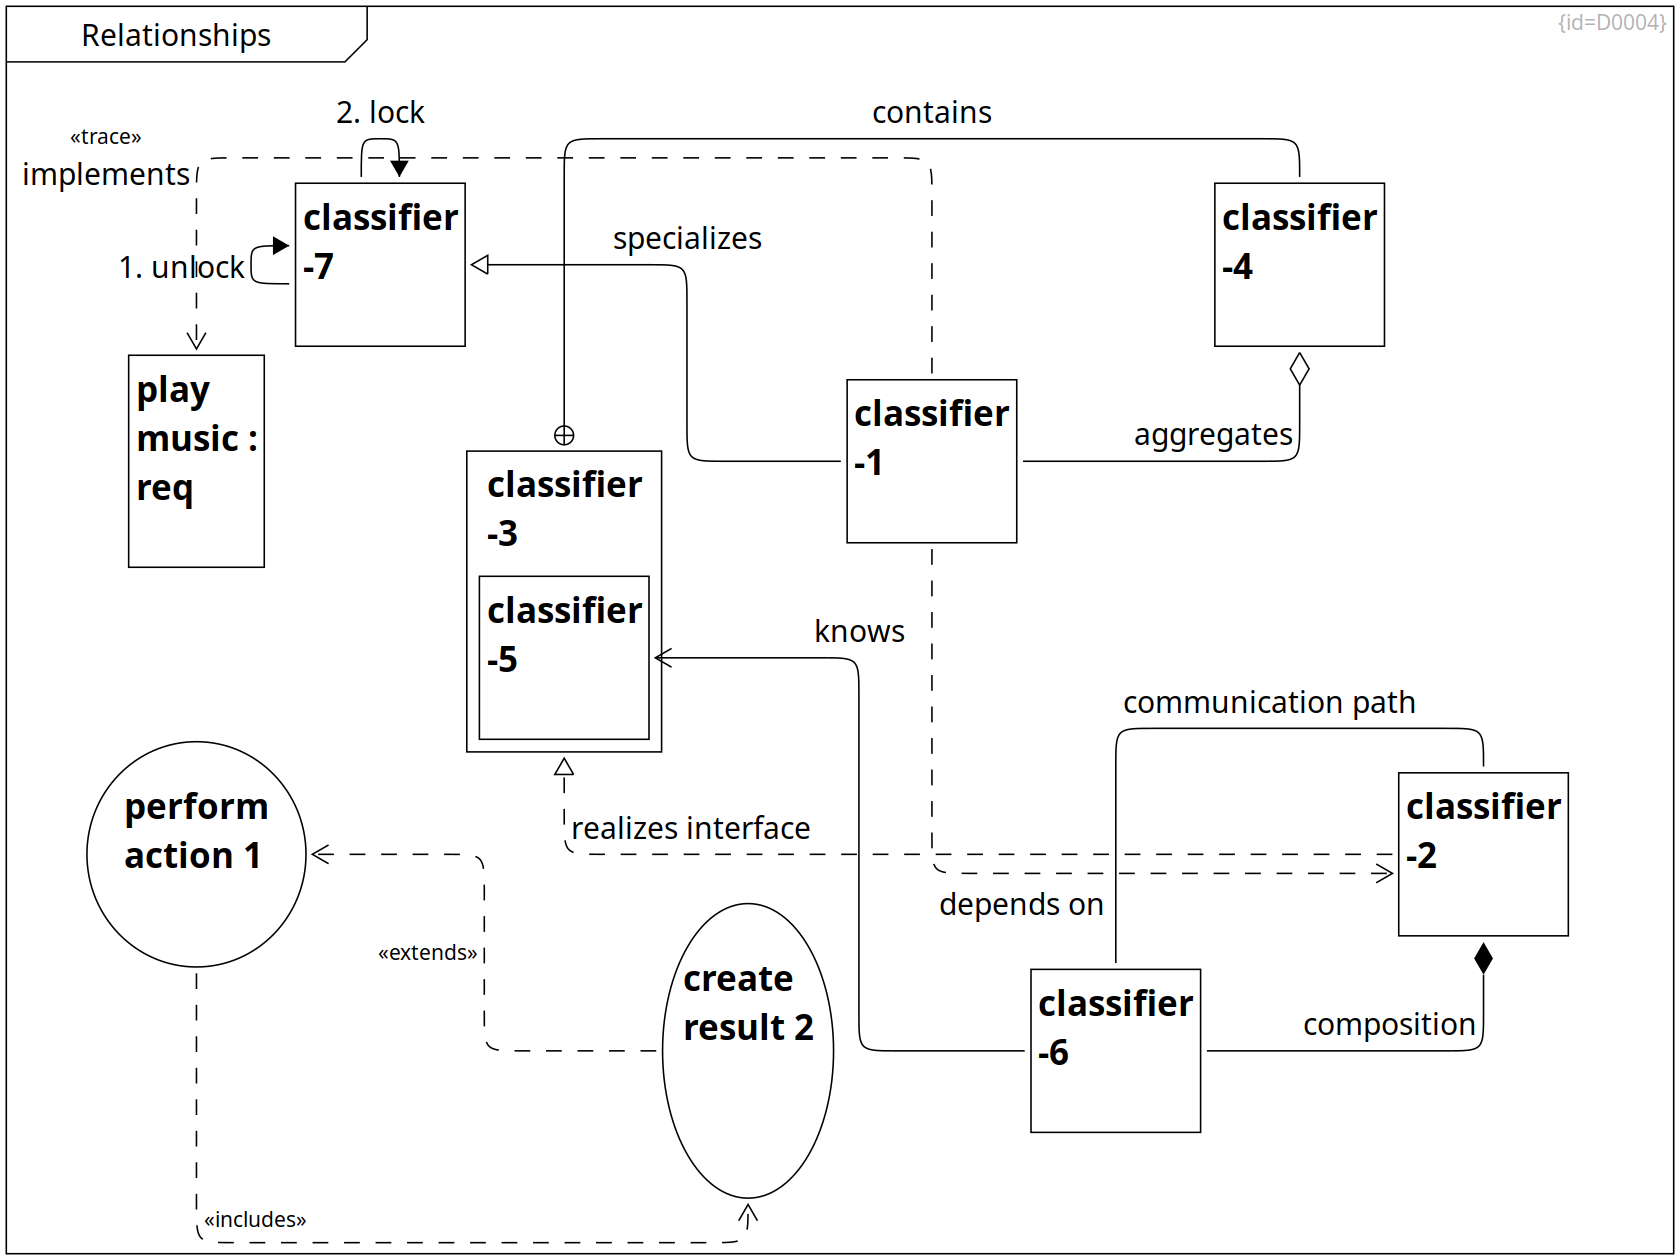 Relationships
{id=D0004}
2. lock
contains
«trace»
implements
classifier
-7
classifier
-4
specializes
1. unlock
play
music :
req
classifier
-1
aggregates
classifier
-3
classifier
-5
knows
communication path
perform
action 1
realizes interface
classifier
-2
depends on
«extends»
create
result 2
classifier
-6
composition
«includes»